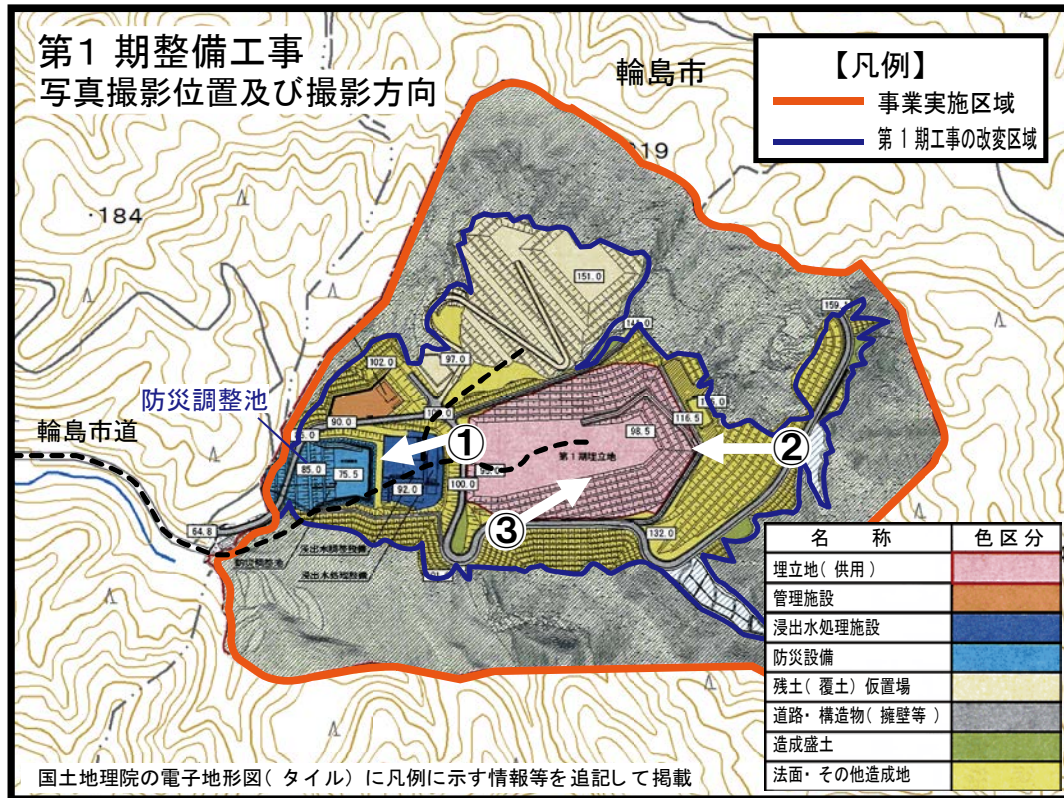 第1 期整備工事
写真撮影位置及び撮影方向
輪島市
【凡例】
事業実施区域
第 1 期工事の改変区域
・184
151.0
102.0
97.0
防災調整池
輪島市道
90.0
116.5
98.5
①
②
第1期埋立地
85.0
75.5
92.0
100.0
③
64.8
132.0
浸出水調整設備
防災調整池
浸出水処理設備
名 称 色 区 分
埋立地( 供用 )
管理施設
浸出水処理施設
防災設備
残土( 覆土) 仮置場
道路・構造物( 擁壁等 )
造成盛土
法面・その他造成地
国土地理院の電子地形図( タイル) に凡例に示す情報等を追記して掲載